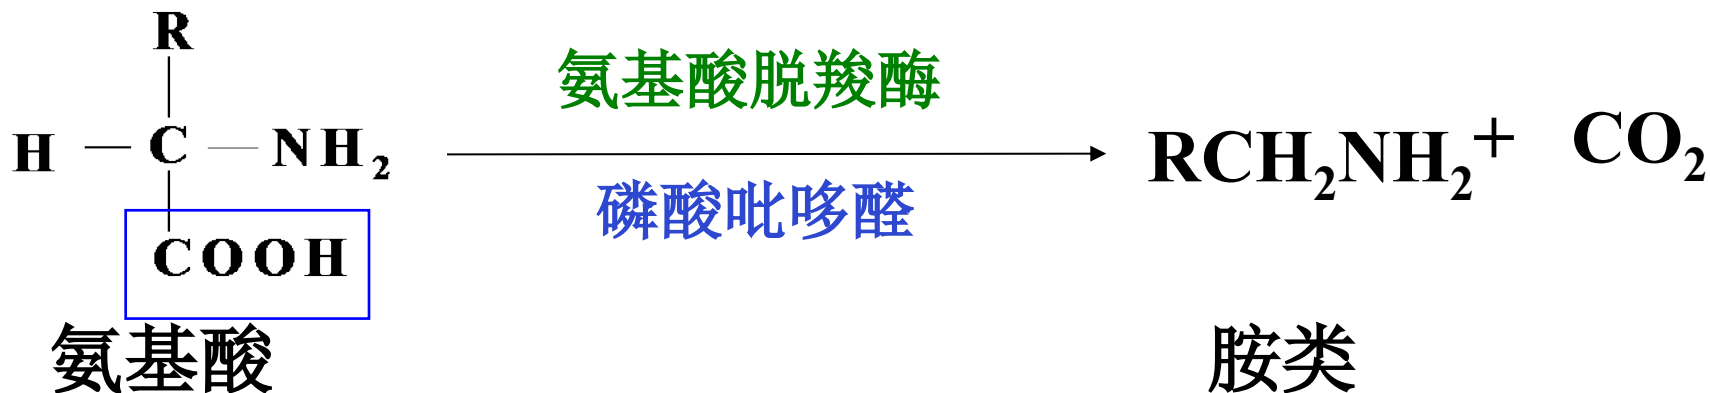 R
氨基酸脱羧酶
H — C — NH₂
RCH₂NH₂ + CO₂
磷酸吡哆醛
COOH
氨基酸
胺类